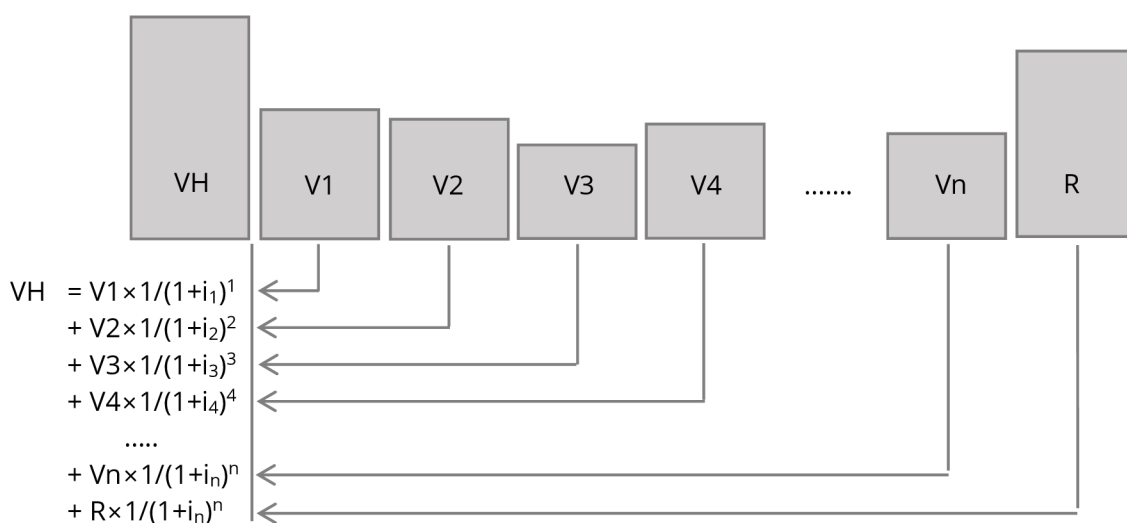 VH V1 V2 V3 V4 ....... Vn R
VH = V1×1/(1+i₁)¹
+ V2×1/(1+i₂)²
+ V3×1/(1+i₃)³
+ V4×1/(1+i₄)⁴
.....
+ Vn×1/(1+iₙ)ⁿ
+ R×1/(1+iₙ)ⁿ